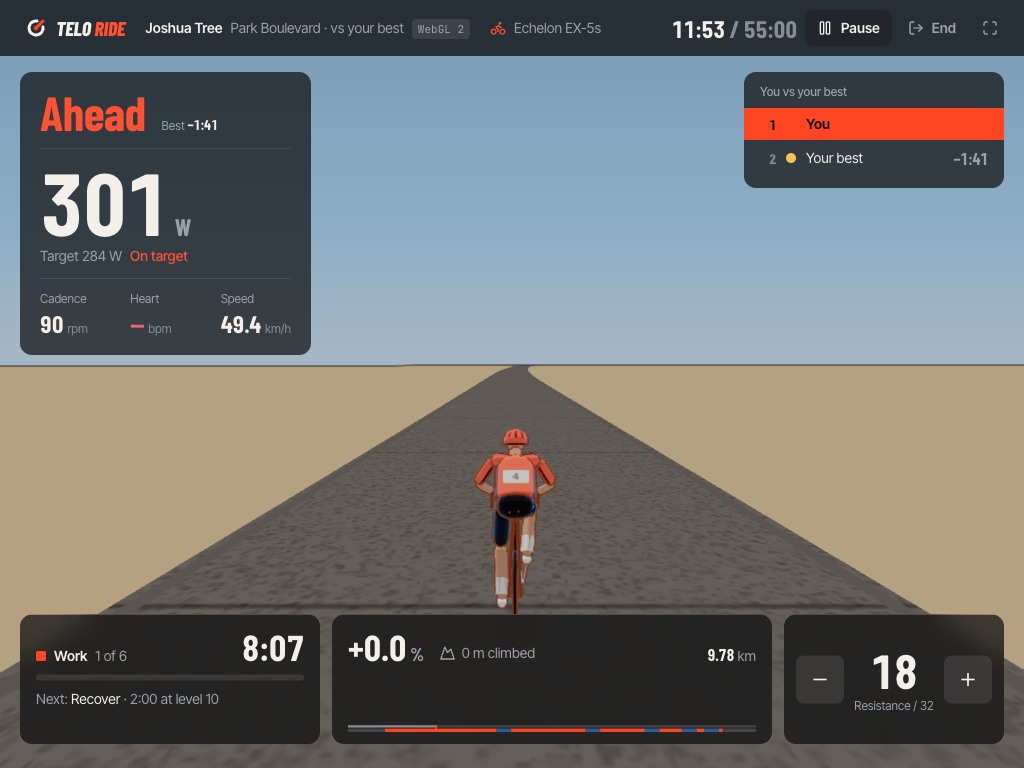 TELO RIDE Joshua Tree Park Boulevard · vs your best WebGL 2 Echelon EX-5s 11:53 / 55:00 Pause End
Ahead Best −1:41
301 W
Target 284 W On target
Cadence Heart Speed
90 rpm – bpm 49.4 km/h
You vs your best
1 You
2 Your best −1:41
4
Work 1 of 6 8:07
Next: Recover · 2:00 at level 10
+0.0 % 0 m climbed 9.78 km
− 18 +
Resistance / 32